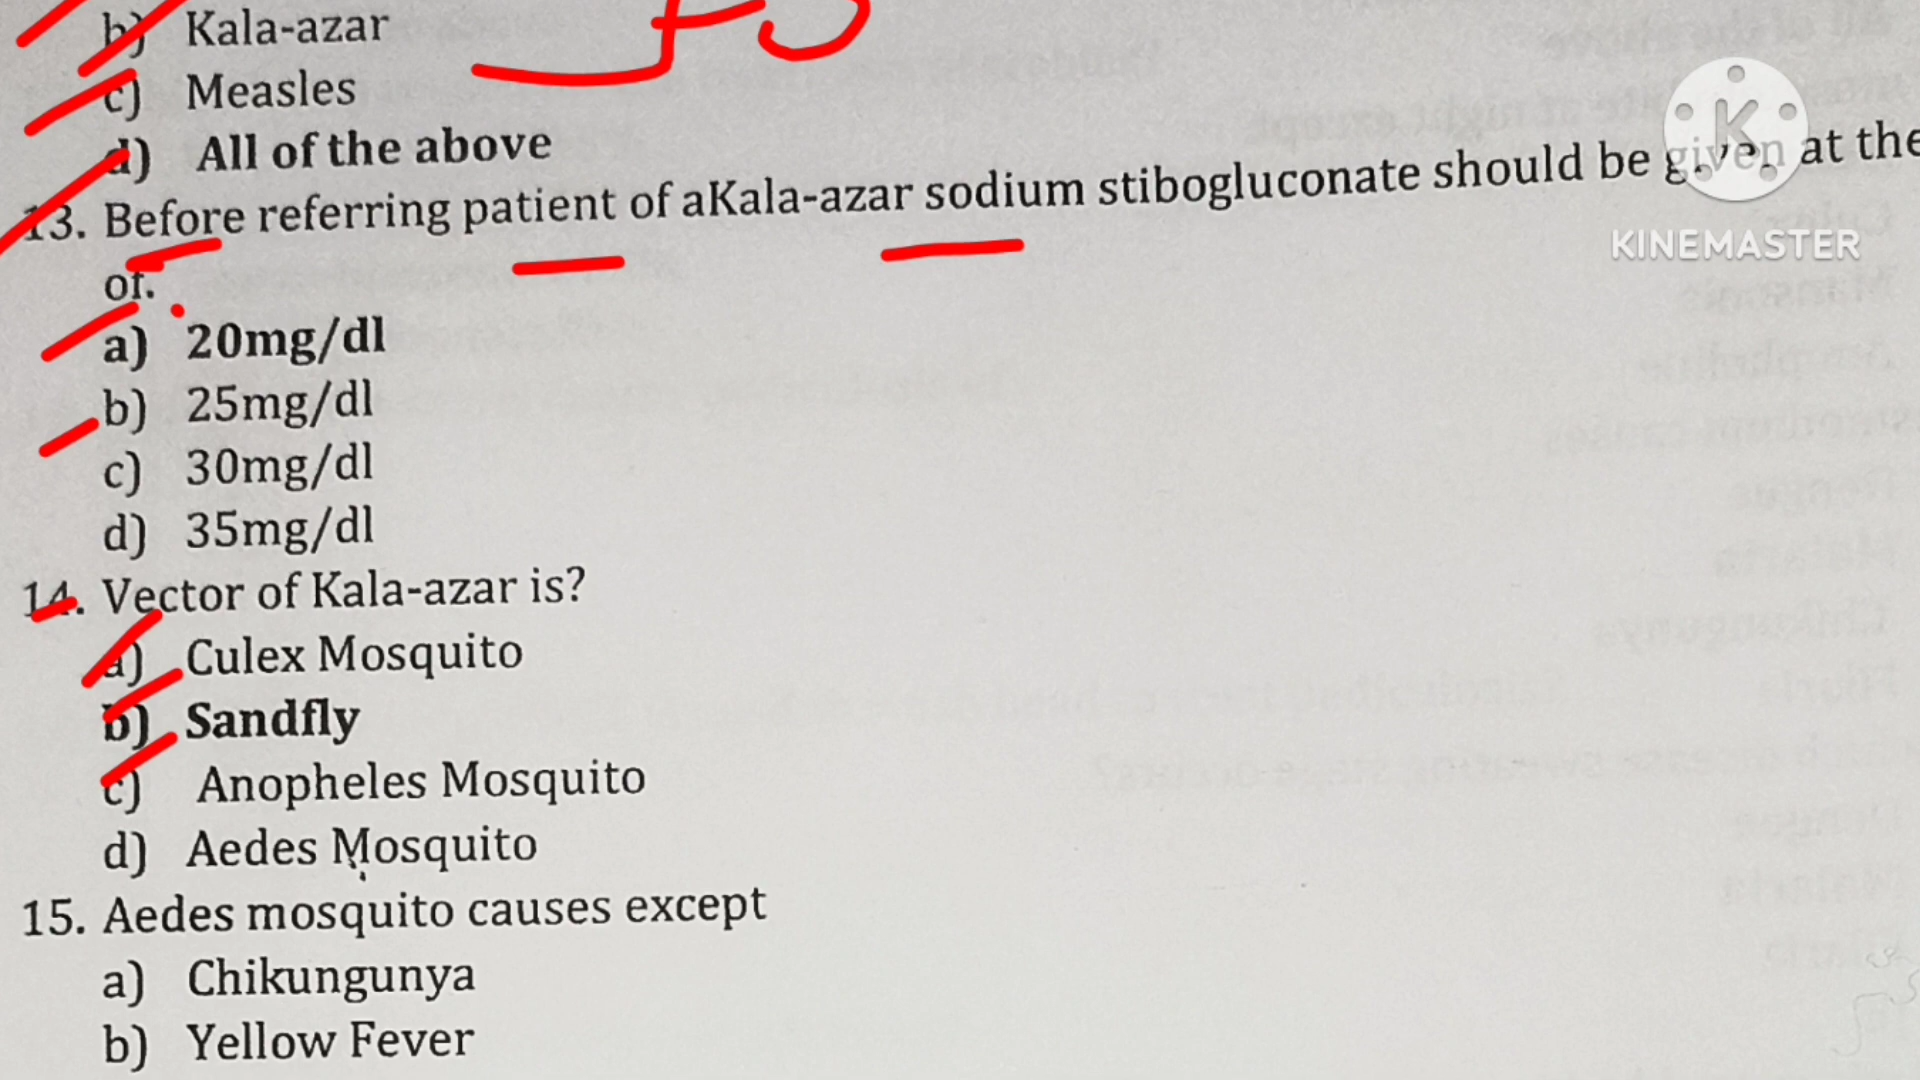 b) Kala-azar
c) Measles
d) All of the above
13. Before referring patient of aKala-azar sodium stibogluconate should be given at the
of.
a) 20mg/dl
b) 25mg/dl
c) 30mg/dl
d) 35mg/dl
14. Vector of Kala-azar is?
a) Culex Mosquito
b) Sandfly
c) Anopheles Mosquito
d) Aedes Mosquito
15. Aedes mosquito causes except
a) Chikungunya
b) Yellow Fever
K
KINEMASTER